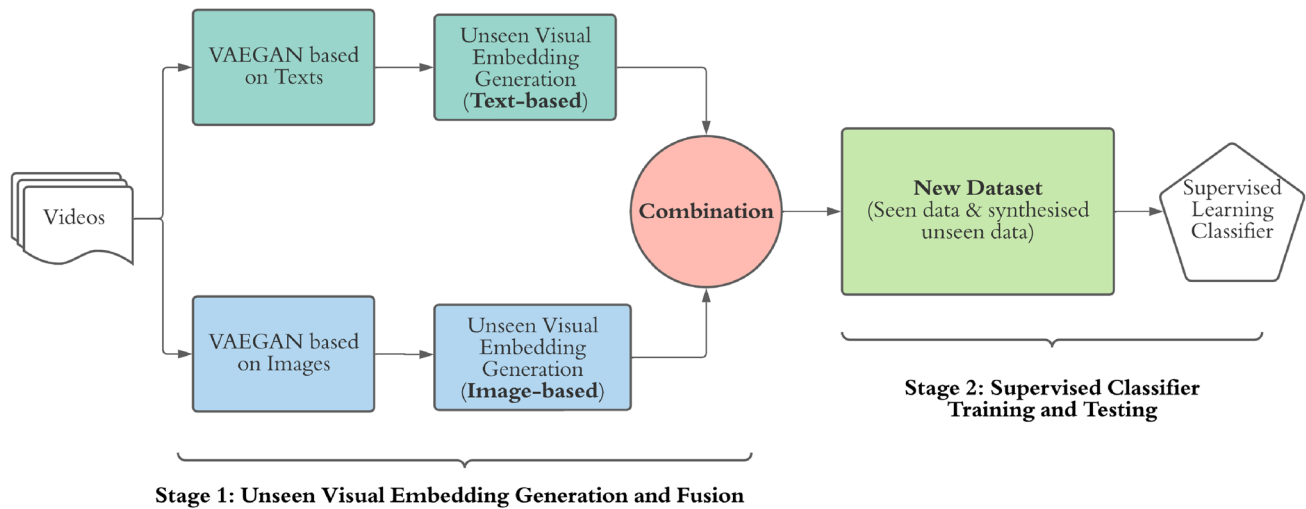 VAEGAN based
on Texts
Unseen Visual
Embedding
Generation
(Text-based)
Videos
Combination
New Dataset
(Seen data & synthesised
unseen data)
Supervised
Learning
Classifier
VAEGAN based
on Images
Unseen Visual
Embedding
Generation
(Image-based)
Stage 2: Supervised Classifier
Training and Testing
Stage 1: Unseen Visual Embedding Generation and Fusion